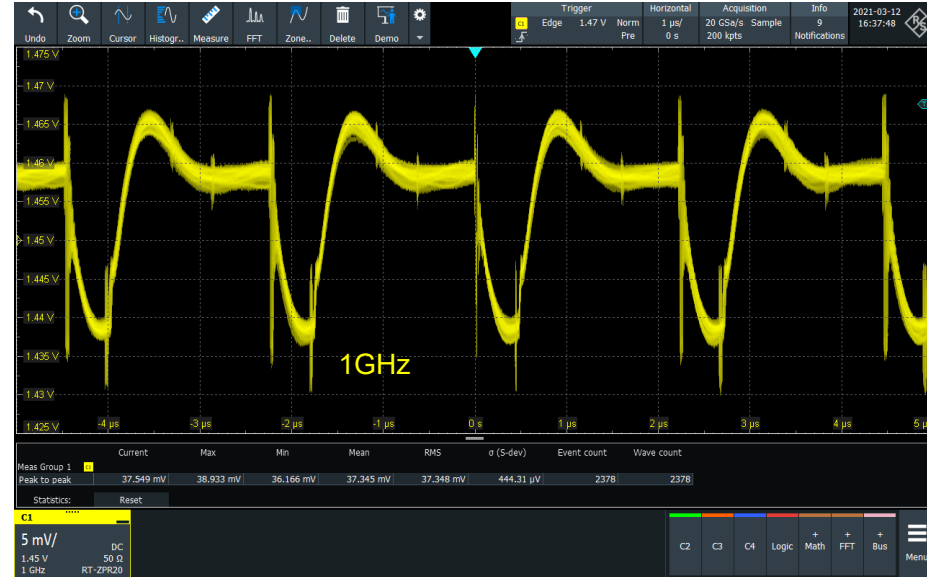 Trigger Horizontal Acquisition Info
C1 Edge 1.47 V Norm 1 µs/ 20 GSa/s Sample 9 2021-03-12
Pre 0 s 200 kpts Notifications 16:37:48
Undo Zoom Cursor Histogr.. Measure FFT Zone.. Delete Demo
1.475 V
1.47 V
1.465 V
1.46 V
1.455 V
1.45 V
1.445 V
1.44 V
1.435 V
1GHz
1.43 V
1.425 V
-4 µs -3 µs -2 µs -1 µs 0 s 1 µs 2 µs 3 µs 4 µs 5 µ
Current Max Min Mean RMS σ (S-dev) Event count Wave count
Meas Group 1 C1
Peak to peak 37.549 mV 38.933 mV 36.166 mV 37.345 mV 37.348 mV 444.31 µV 2378 2378
Statistics: Reset
C1
5 mV/ DC
1.45 V 50 Ω
1 GHz RT-ZPR20
C2 C3 C4 Logic + Math + FFT + Bus Menu